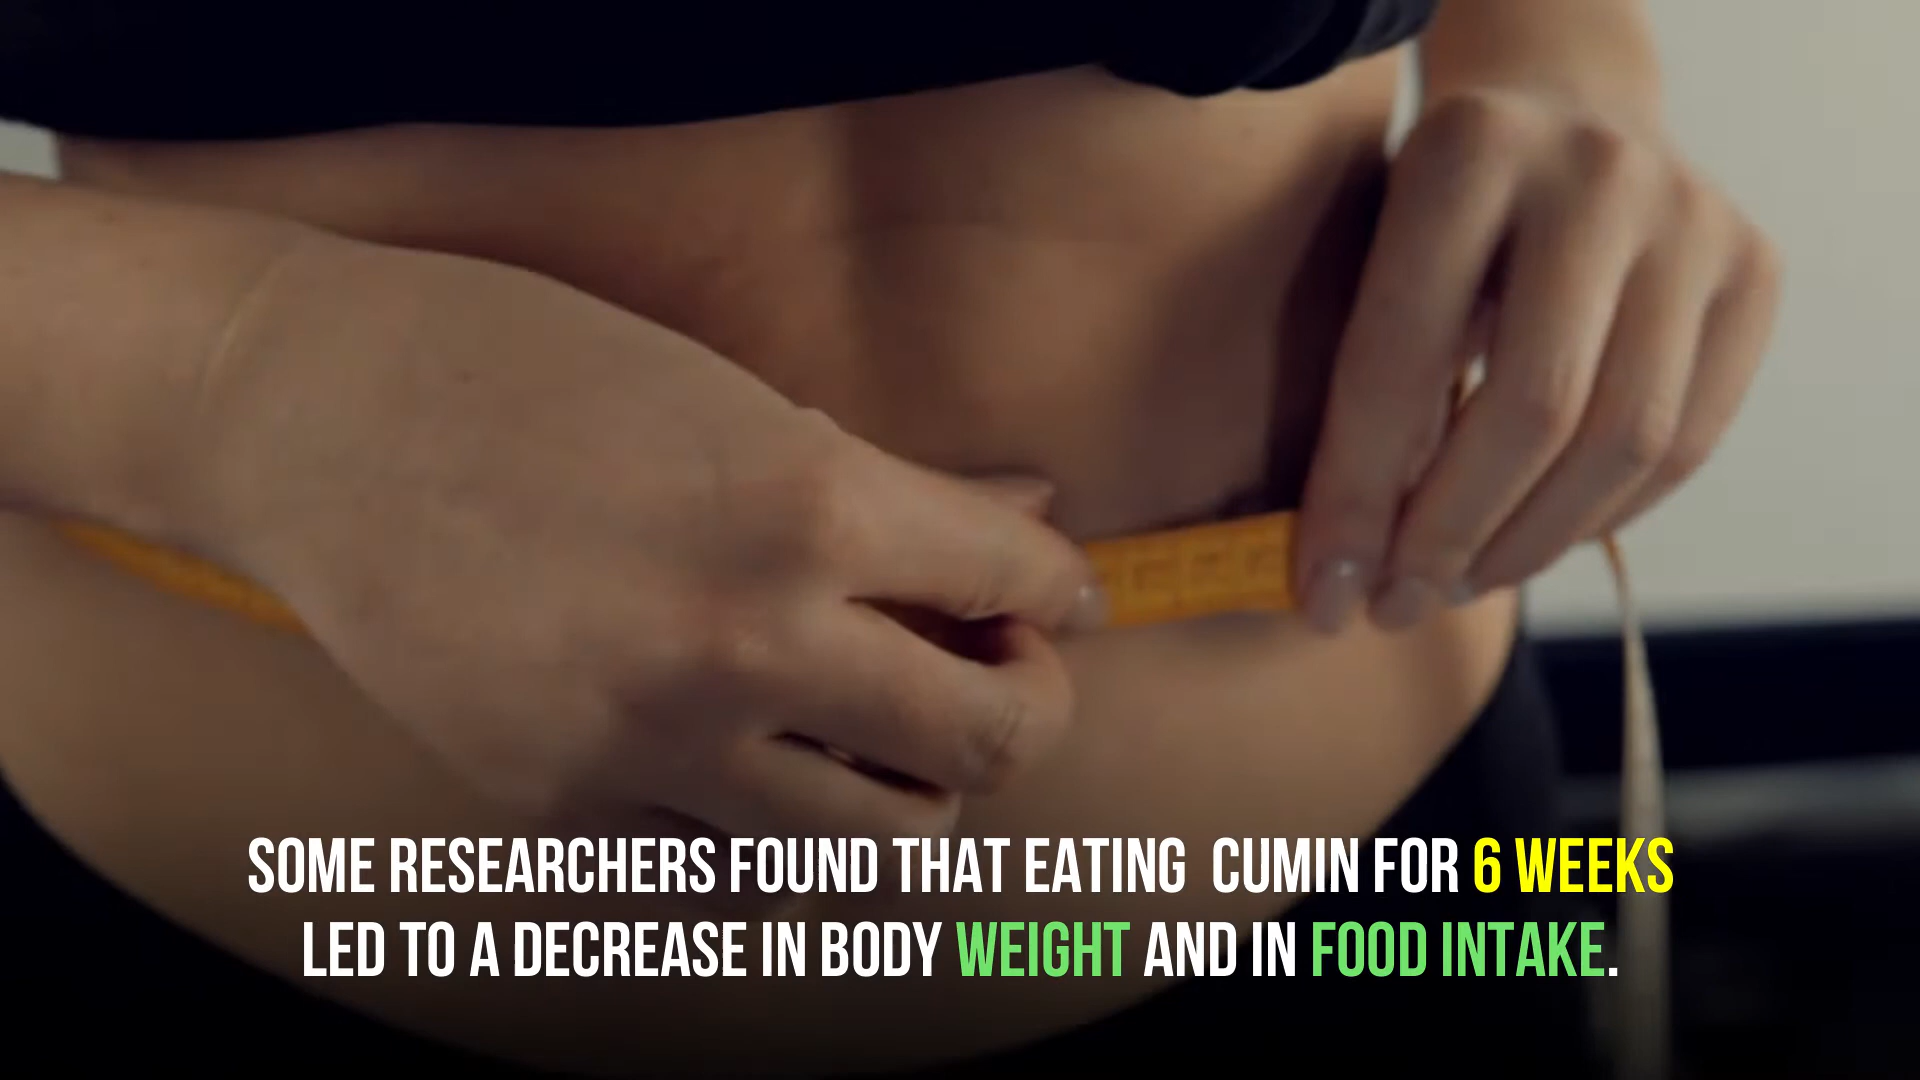 SOME RESEARCHERS FOUND THAT EATING  CUMIN FOR 6 WEEKS
LED TO A DECREASE IN BODY WEIGHT AND IN FOOD INTAKE.